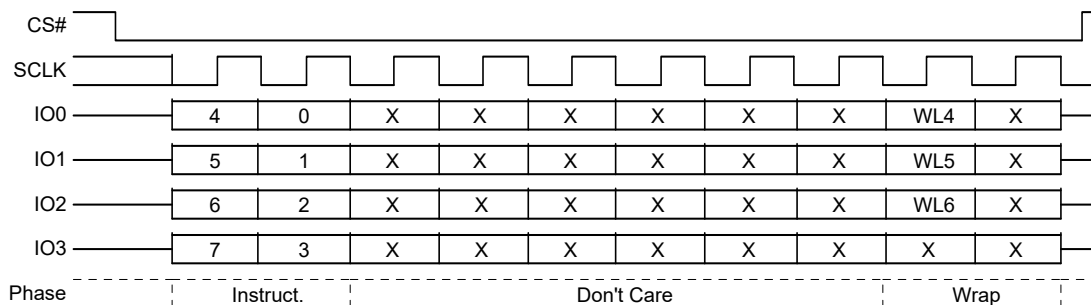 CS#
SCLK
IO0 4 0 X X X X X X WL4 X
IO1 5 1 X X X X X X WL5 X
IO2 6 2 X X X X X X WL6 X
IO3 7 3 X X X X X X X X
Phase Instruct. Don't Care Wrap